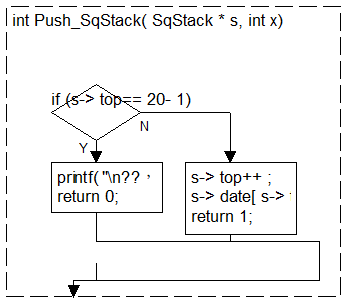 int Push_SqStack( SqStack * s, int x)
if (s-> top== 20- 1)
N
Y
printf( "\n??，
return 0;
s-> top++ ;
s-> date[ s->
return 1;